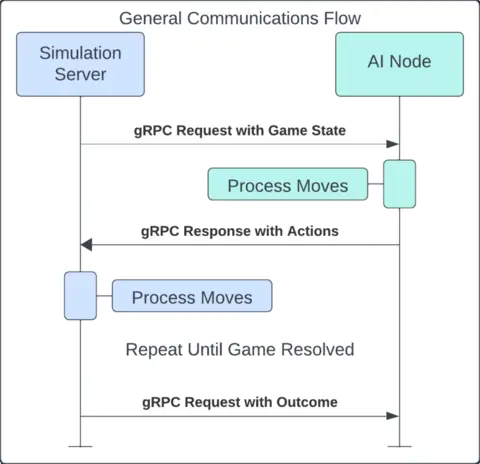 General Communications Flow
Simulation
Server
AI Node
gRPC Request with Game State
Process Moves
gRPC Response with Actions
Process Moves
Repeat Until Game Resolved
gRPC Request with Outcome